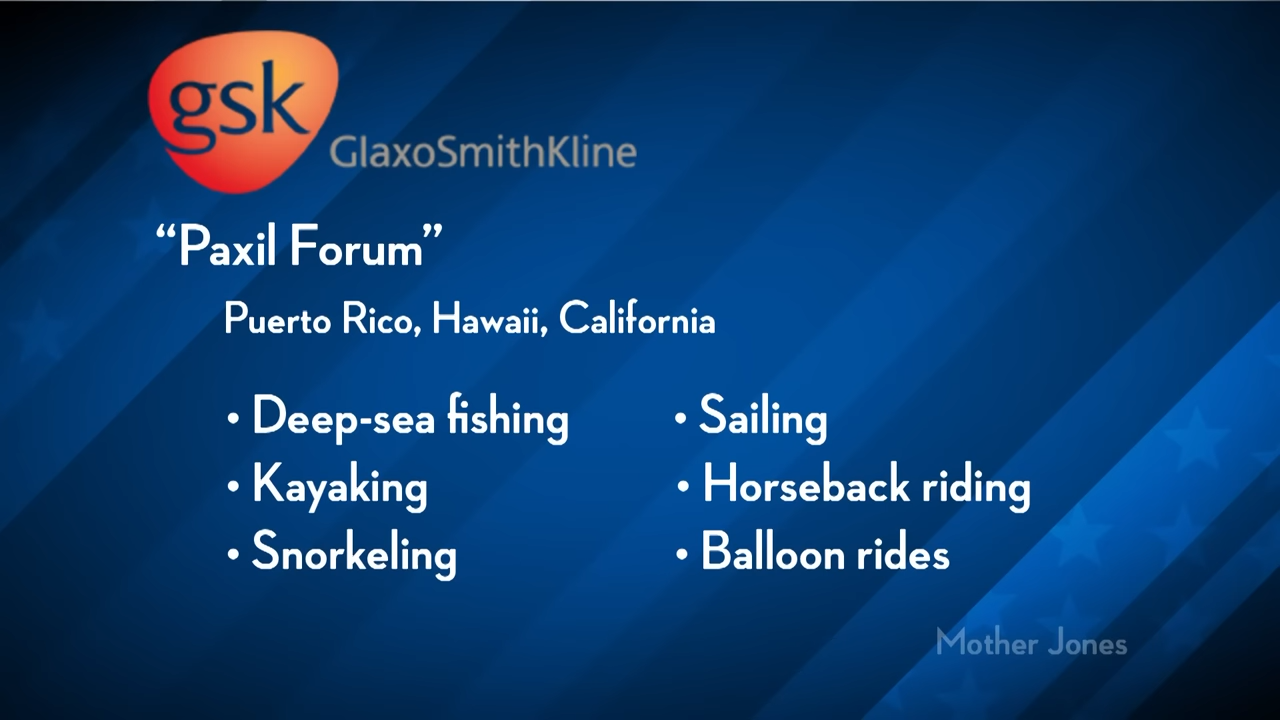 gsk
GlaxoSmithKline
“Paxil Forum”
Puerto Rico, Hawaii, California
• Deep-sea fishing
• Kayaking
• Snorkeling
• Sailing
• Horseback riding
• Balloon rides
Mother Jones